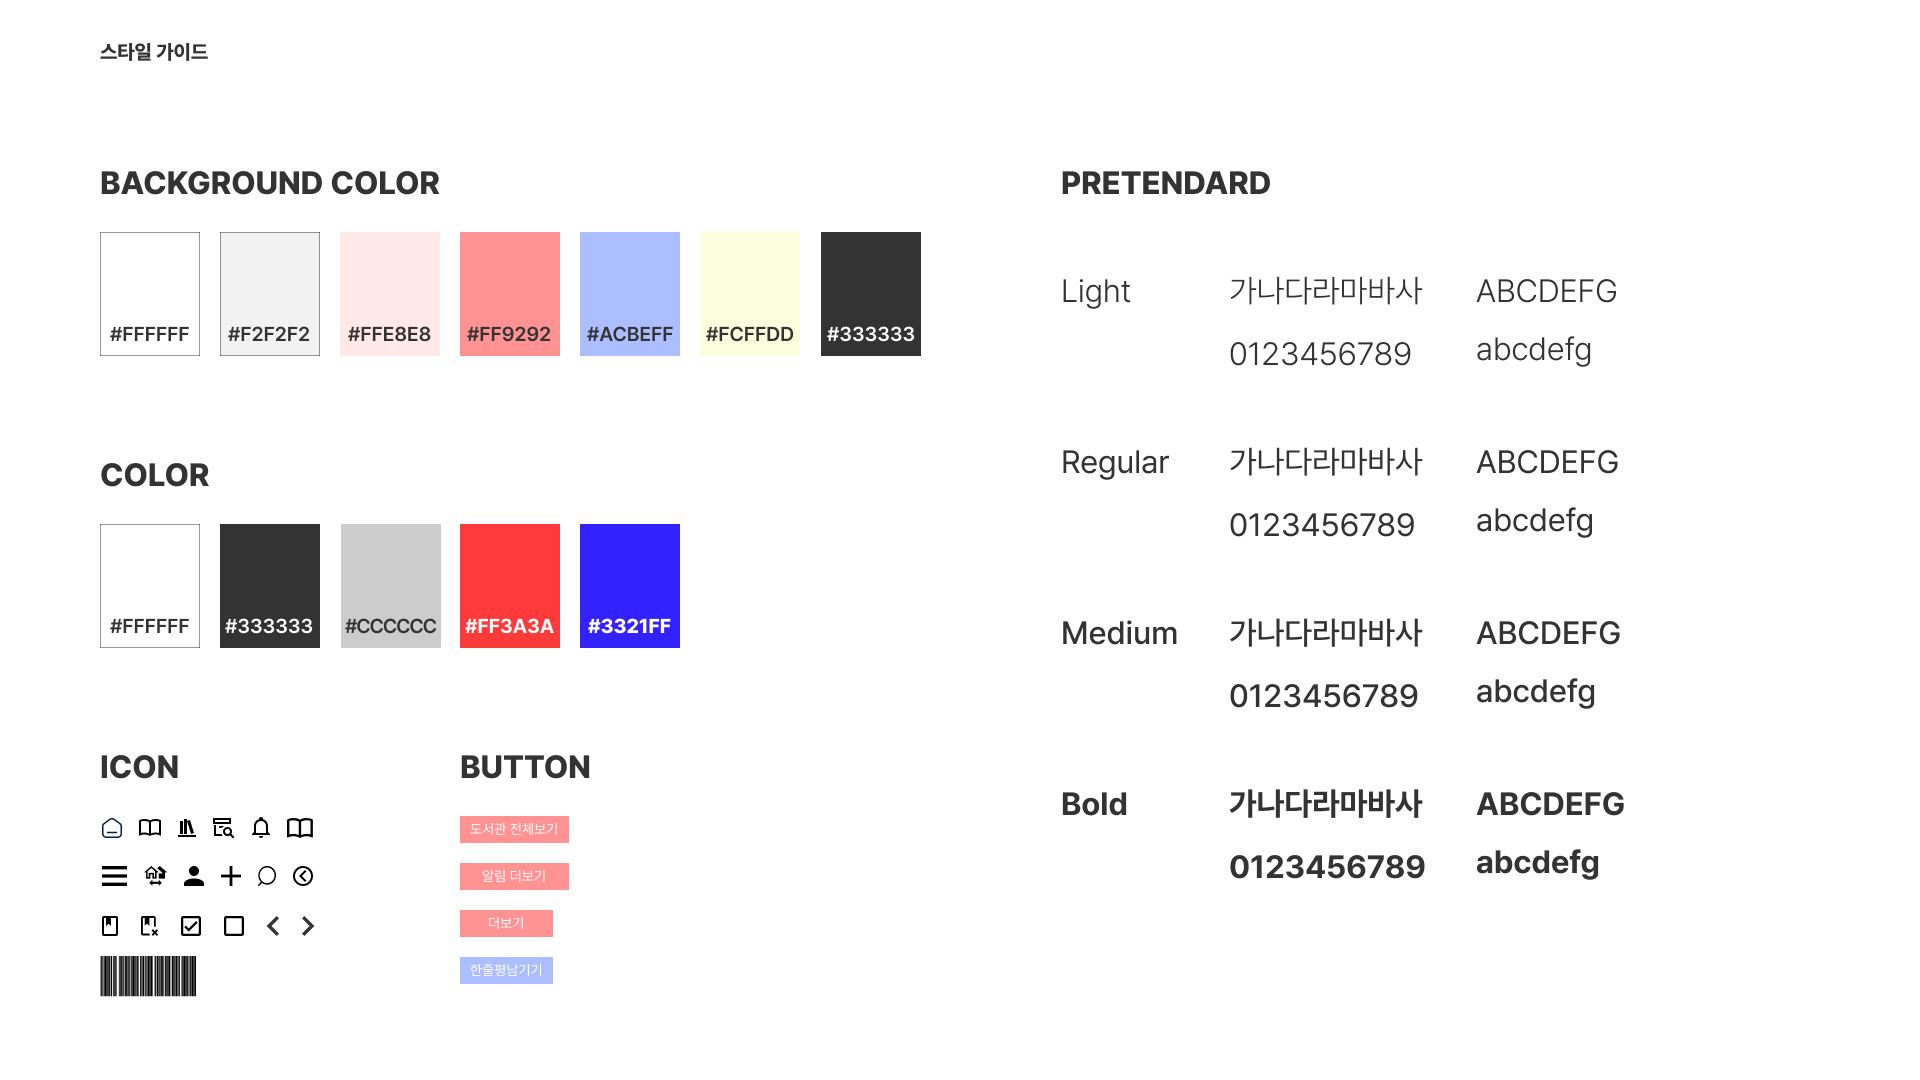 스타일 가이드
BACKGROUND COLOR
#FFFFFF #F2F2F2 #FFE8E8 #FF9292 #ACBEFF #FCFFDD #333333
COLOR
#FFFFFF #333333 #CCCCCC #FF3A3A #3321FF
ICON
BUTTON
도서관 전체보기
알림 더보기
더보기
한줄평남기기
PRETENDARD
Light 가나다라마바사 ABCDEFG
0123456789 abcdefg
Regular 가나다라마바사 ABCDEFG
0123456789 abcdefg
Medium 가나다라마바사 ABCDEFG
0123456789 abcdefg
Bold 가나다라마바사 ABCDEFG
0123456789 abcdefg